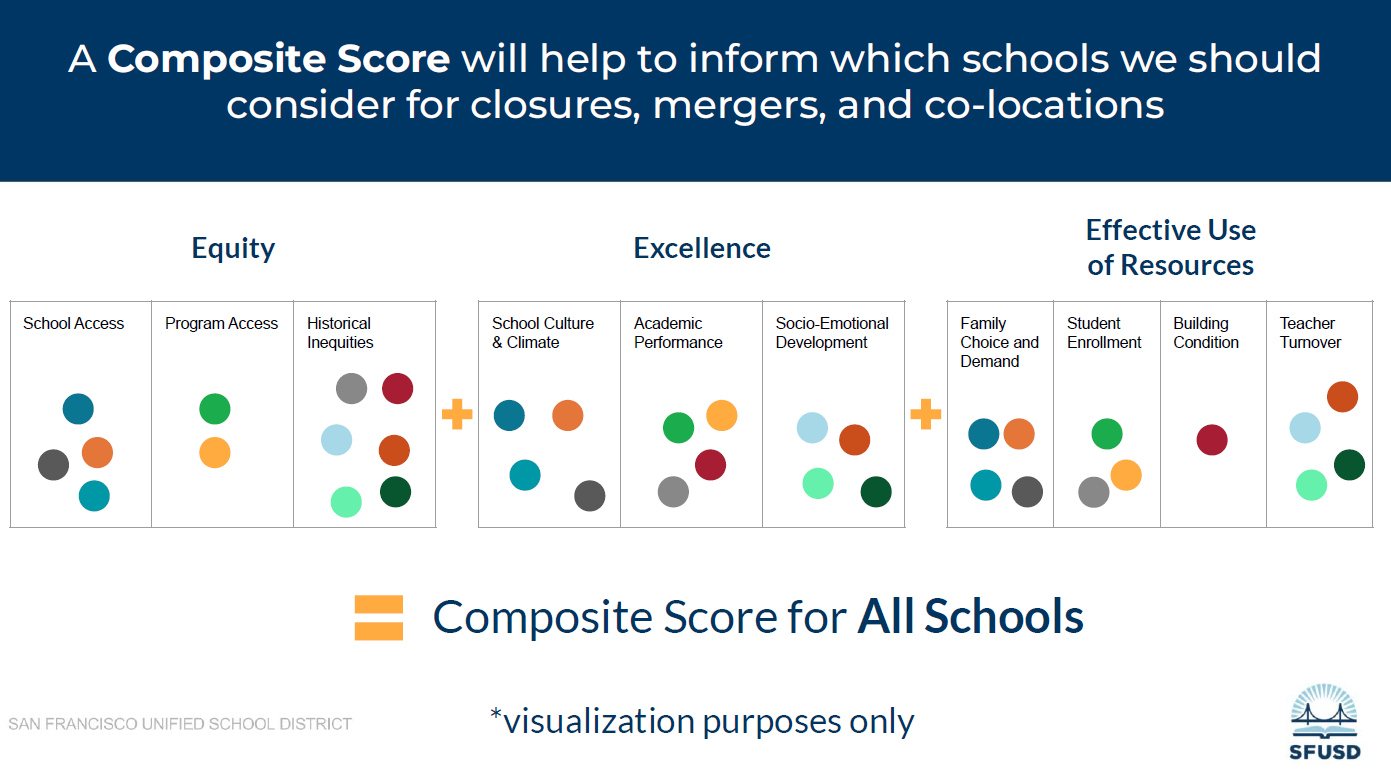 A Composite Score will help to inform which schools we should
consider for closures, mergers, and co-locations
Equity
School Access
Program Access
Historical
Inequities
Excellence
School Culture
& Climate
Academic
Performance
Socio-Emotional
Development
Effective Use
of Resources
Family
Choice and
Demand
Student
Enrollment
Building
Condition
Teacher
Turnover
Composite Score for All Schools
*visualization purposes only
SAN FRANCISCO UNIFIED SCHOOL DISTRICT
SFUSD